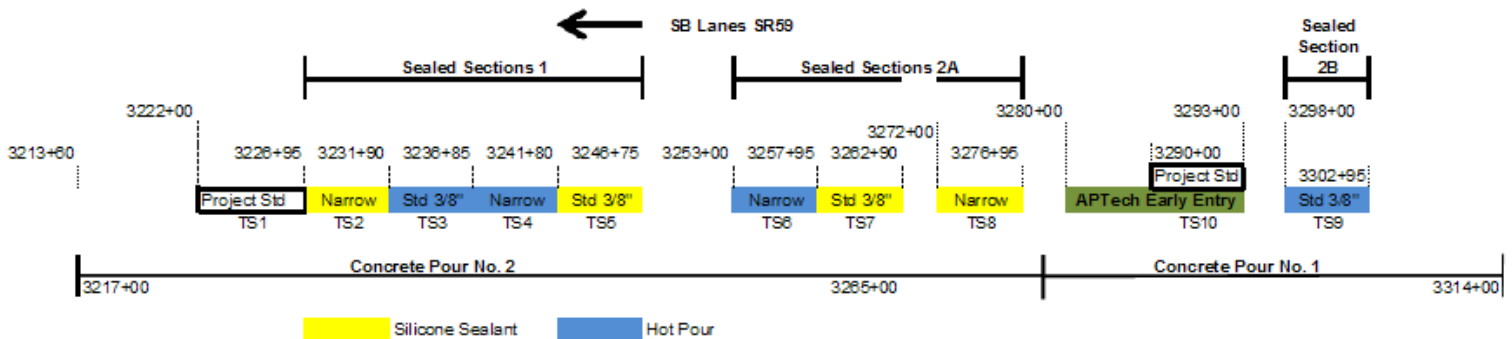 SB Lanes SR59
Sealed
Section
2B
Sealed Sections 1
Sealed Sections 2A
3222+00
3280+00
3293+00
3298+00
3272+00
3213+60
3226+95
3231+90
3236+85
3241+80
3246+75
3253+00
3257+95
3262+90
3276+95
3290+00
3302+95
Project Std
Project Std
Narrow
Std 3/8"
Narrow
Std 3/8"
Narrow
Std 3/8"
Narrow
APTech Early Entry
Std 3/8"
TS1
TS2
TS3
TS4
TS5
TS6
TS7
TS8
TS10
TS9
Concrete Pour No. 2
Concrete Pour No. 1
3217+00
3265+00
3314+00
Silicone Sealant
Hot Pour